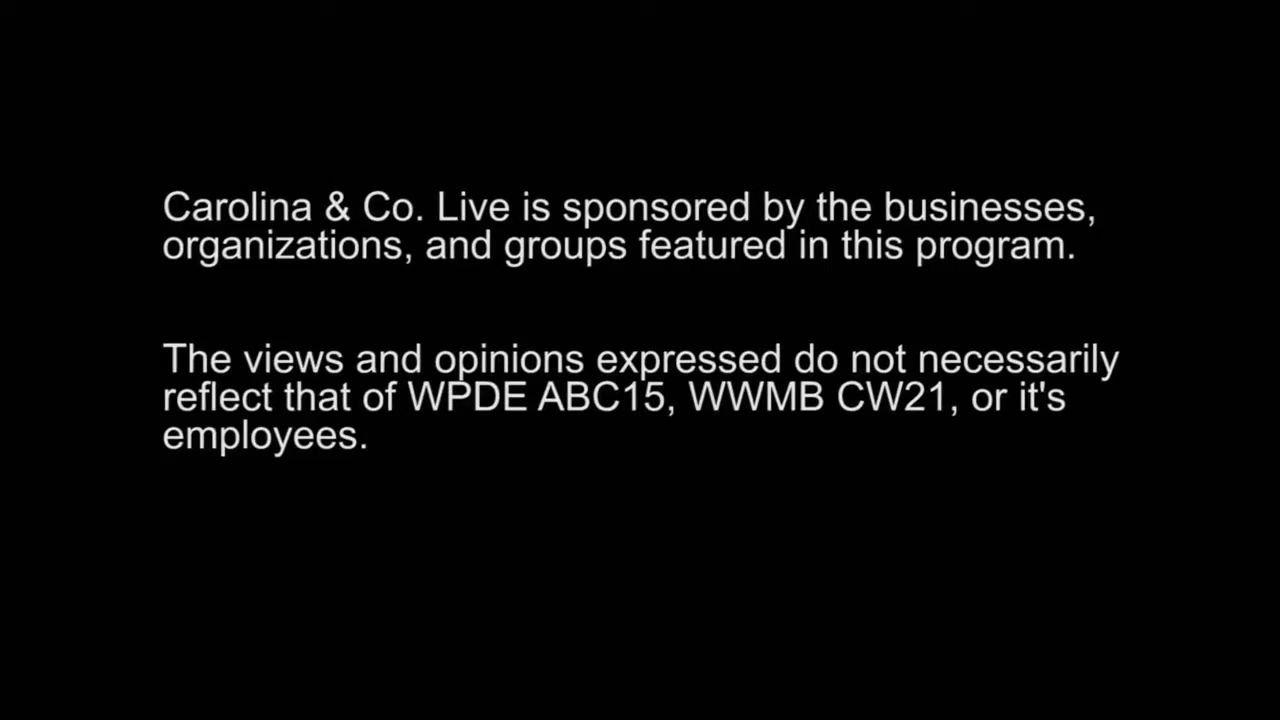 Carolina & Co. Live is sponsored by the businesses,
organizations, and groups featured in this program.
The views and opinions expressed do not necessarily
reflect that of WPDE ABC15, WWMB CW21, or it's
employees.